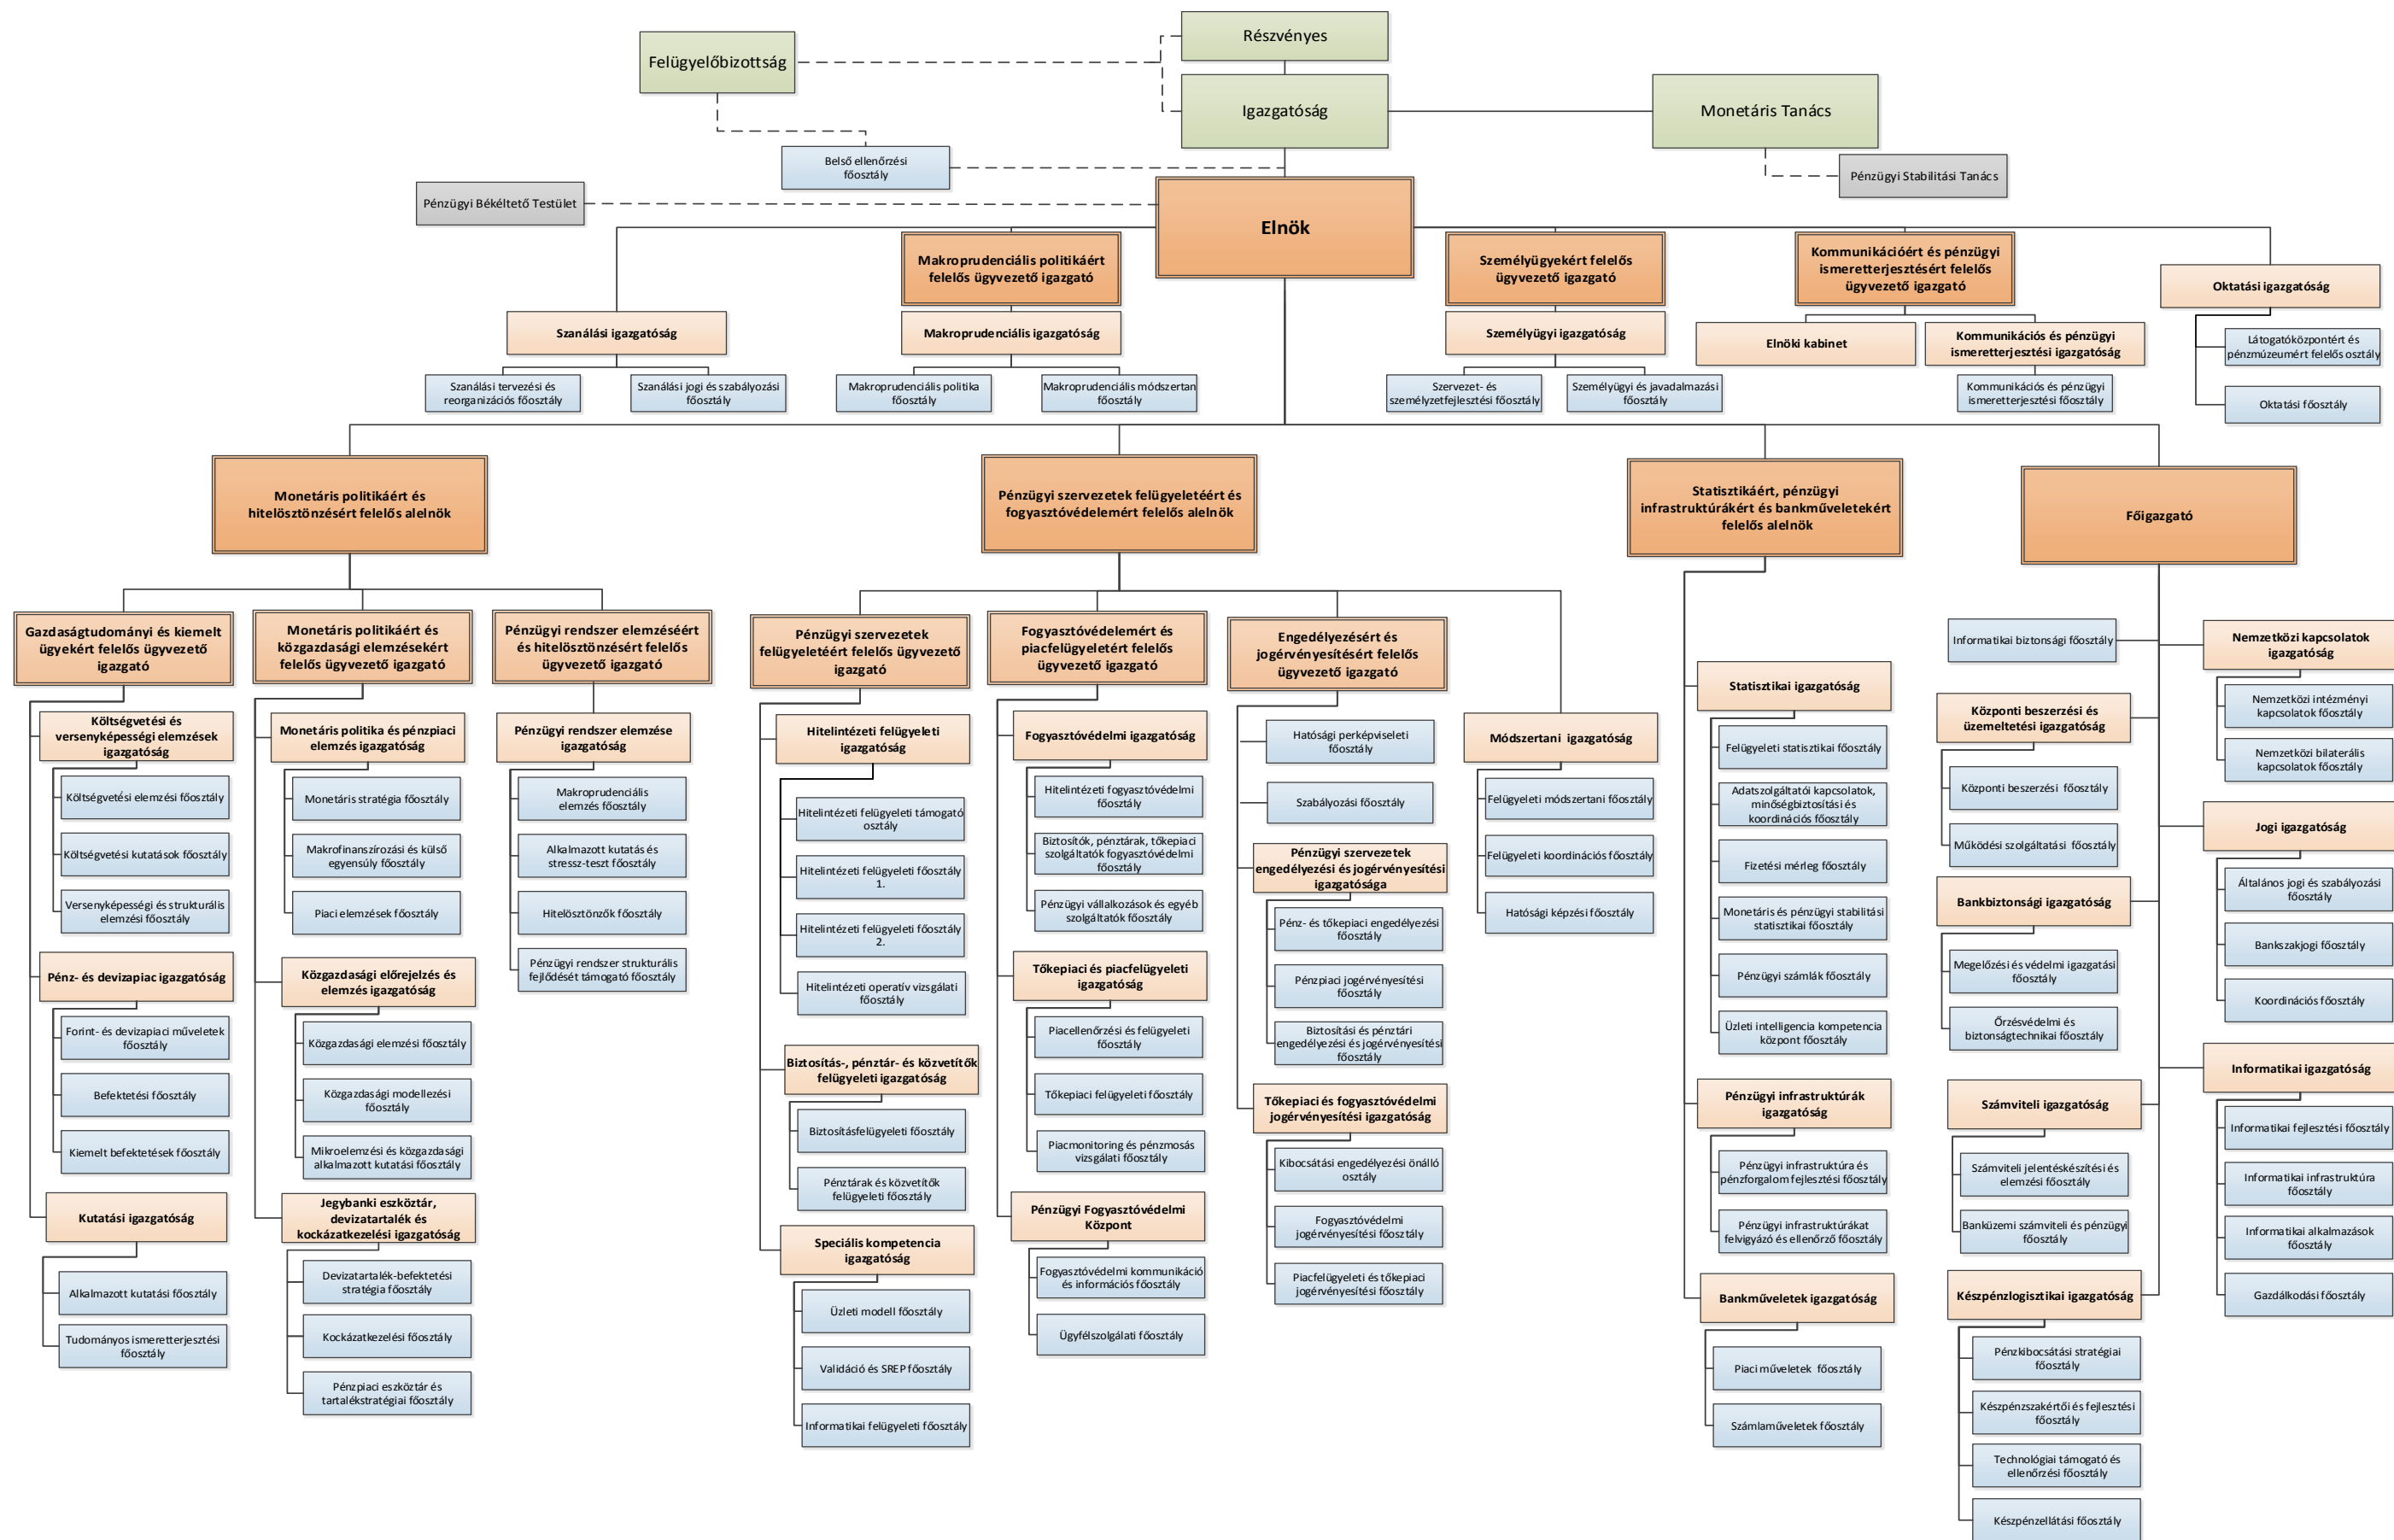 Részvényes
Felügyelőbizottság
Igazgatóság
Monetáris Tanács
Belső ellenőrzési
főosztály
Pénzügyi Stabilitási Tanács
Pénzügyi Békéltető Testület
Elnök
Makroprudenciális politikáért
felelős ügyvezető igazgató
Személyügyekért felelős
ügyvezető igazgató
Kommunikációért és pénzügyi
ismeretterjesztésért felelős
ügyvezető igazgató
Oktatási igazgatóság
Szanálási igazgatóság
Makroprudenciális igazgatóság
Személyügyi igazgatóság
Elnöki kabinet
Kommunikációs és pénzügyi
ismeretterjesztési igazgatóság
Látogatóközpontért és
pénzmúzeumért felelős osztály
Szanálási tervezési és
reorganizációs főosztály
Szanálási jogi és szabályozási
főosztály
Makroprudenciális politika
főosztály
Makroprudenciális módszertan
főosztály
Szervezet- és
személyzetfejlesztési főosztály
Személyügyi és javadalmazási
főosztály
Kommunikációs és pénzügyi
ismeretterjesztési főosztály
Oktatási főosztály
Monetáris politikáért és
hitelösztönzésért felelős alelnök
Pénzügyi szervezetek felügyeletéért és
fogyasztóvédelemért felelős alelnök
Statisztikáért, pénzügyi
infrastruktúrákért és bankműveletekért
felelős alelnök
Főigazgató
Gazdaságtudományi és kiemelt
ügyekért felelős ügyvezető
igazgató
Költségvetési és
versenyképességi elemzések
igazgatóság
Költségvetési elemzési főosztály
Költségvetési kutatások főosztály
Versenyképességi és strukturális
elemzési főosztály
Pénz- és devizapiac igazgatóság
Forint- és devizapiaci műveletek
főosztály
Befektetési főosztály
Kiemelt befektetések főosztály
Kutatási igazgatóság
Alkalmazott kutatási főosztály
Tudományos ismeretterjesztési
főosztály
Monetáris politikáért és
közgazdasági elemzésekért
felelős ügyvezető igazgató
Monetáris politika és pénzpiaci
elemzés igazgatóság
Monetáris stratégia főosztály
Makrofinanszírozási és külső
egyensúly főosztály
Piaci elemzések főosztály
Közgazdasági előrejelzés és
elemzés igazgatóság
Közgazdasági elemzési főosztály
Közgazdasági modellezési
főosztály
Mikroelemzési és közgazdasági
alkalmazott kutatási főosztály
Jegybanki eszköztár,
devizatartalék és
kockázatkezelési igazgatóság
Devizatartalék-befektetési
stratégia főosztály
Kockázatkezelési főosztály
Pénzpiaci eszköztár és
tartalékstratégiai főosztály
Pénzügyi rendszer elemzéséért
és hitelösztönzésért felelős
ügyvezető igazgató
Pénzügyi rendszer elemzése
igazgatóság
Makroprudenciális
elemzés főosztály
Alkalmazott kutatás és
stressz-teszt főosztály
Hitelösztönzők főosztály
Pénzügyi rendszer strukturális
fejlődését támogató főosztály
Pénzügyi szervezetek
felügyeletéért felelős ügyvezető
igazgató
Hitelintézeti felügyeleti
igazgatóság
Hitelintézeti felügyeleti támogató
osztály
Hitelintézeti felügyeleti főosztály
1.
Hitelintézeti felügyeleti főosztály
2.
Hitelintézeti operatív vizsgálati
főosztály
Biztosítás-, pénztár- és közvetítők
felügyeleti igazgatóság
Biztosításfelügyeleti főosztály
Pénztárak és közvetítők
felügyeleti főosztály
Speciális kompetencia
igazgatóság
Üzleti modell főosztály
Validáció és SREP főosztály
Informatikai felügyeleti főosztály
Fogyasztóvédelemért és
piacfelügyeletért felelős
ügyvezető igazgató
Fogyasztóvédelmi igazgatóság
Hitelintézeti fogyasztóvédelmi
főosztály
Biztosítók, pénztárak, tőkepiaci
szolgáltatók fogyasztóvédelmi
főosztály
Pénzügyi vállalkozások és egyéb
szolgáltatók főosztály
Tőkepiaci és piacfelügyeleti
igazgatóság
Piacellenőrzési és felügyeleti
főosztály
Tőkepiaci felügyeleti főosztály
Piacmonitoring és pénzmosás
vizsgálati főosztály
Pénzügyi Fogyasztóvédelmi
Központ
Fogyasztóvédelmi kommunikáció
és információs főosztály
Ügyfélszolgálati főosztály
Engedélyezésért és
jogérvényesítésért felelős
ügyvezető igazgató
Hatósági perképviseleti
főosztály
Szabályozási főosztály
Pénzügyi szervezetek
engedélyezési és jogérvényesítési
igazgatósága
Pénz- és tőkepiaci engedélyezési
főosztály
Pénzpiaci jogérvényesítési
főosztály
Biztosítási és pénztári
engedélyezési és jogérvényesítési
főosztály
Tőkepiaci és fogyasztóvédelmi
jogérvényesítési igazgatóság
Kibocsátási engedélyezési önálló
osztály
Fogyasztóvédelmi
jogérvényesítési főosztály
Piacfelügyeleti és tőkepiaci
jogérvényesítési főosztály
Módszertani igazgatóság
Felügyeleti módszertani főosztály
Felügyeleti koordinációs főosztály
Hatósági képzési főosztály
Statisztikai igazgatóság
Felügyeleti statisztikai főosztály
Adatszolgáltatói kapcsolatok,
minőségbiztosítási és
koordinációs főosztály
Fizetési mérleg főosztály
Monetáris és pénzügyi stabilitási
statisztikai főosztály
Pénzügyi számlák főosztály
Üzleti intelligencia kompetencia
központ főosztály
Pénzügyi infrastruktúrák
igazgatóság
Pénzügyi infrastruktúra és
pénzforgalom fejlesztési főosztály
Pénzügyi infrastruktúrákat
felvigyázó és ellenőrző főosztály
Bankműveletek igazgatóság
Piaci műveletek főosztály
Számlaműveletek főosztály
Informatikai biztonsági főosztály
Központi beszerzési és
üzemeltetési igazgatóság
Központi beszerzési főosztály
Működési szolgáltatási főosztály
Bankbiztonsági igazgatóság
Megelőzési és védelmi igazgatási
főosztály
Őrzésvédelmi és
biztonságtechnikai főosztály
Számviteli igazgatóság
Számviteli jelentéskészítési és
elemzési főosztály
Banküzemi számviteli és pénzügyi
főosztály
Készpénzlogisztikai igazgatóság
Pénzkibocsátási stratégiai
főosztály
Készpénzszakértői és fejlesztési
főosztály
Technológiai támogató és
ellenőrzési főosztály
Készpénzellátási főosztály
Nemzetközi kapcsolatok
igazgatóság
Nemzetközi intézményi
kapcsolatok főosztály
Nemzetközi bilaterális
kapcsolatok főosztály
Jogi igazgatóság
Általános jogi és szabályozási
főosztály
Bankszakjogi főosztály
Koordinációs főosztály
Informatikai igazgatóság
Informatikai fejlesztési főosztály
Informatikai infrastruktúra
főosztály
Informatikai alkalmazások
főosztály
Gazdálkodási főosztály